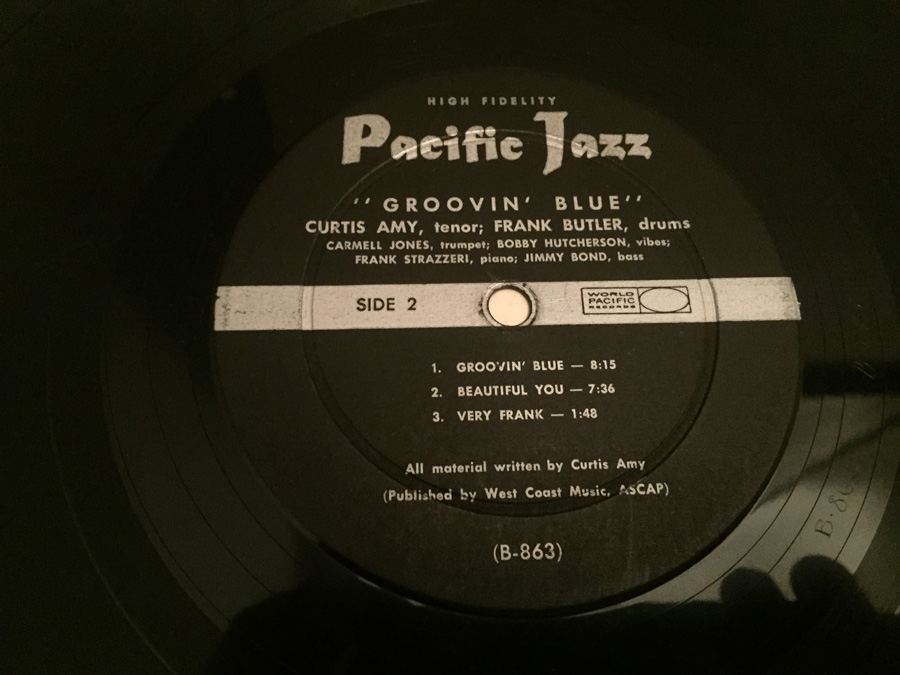 HIGH FIDELITY
Pacific Jazz
"GROOVIN' BLUE"
CURTIS AMY, tenor; FRANK BUTLER, drums
CARMELL JONES, trumpet; BOBBY HUTCHERSON, vibes;
FRANK STRAZZERI, piano; JIMMY BOND, bass
SIDE 2
WORLD
PACIFIC
RECORDS
1. GROOVIN' BLUE — 8:15
2. BEAUTIFUL YOU — 7:36
3. VERY FRANK — 1:48
All material written by Curtis Amy
(Published by West Coast Music, ASCAP)
(B-863)